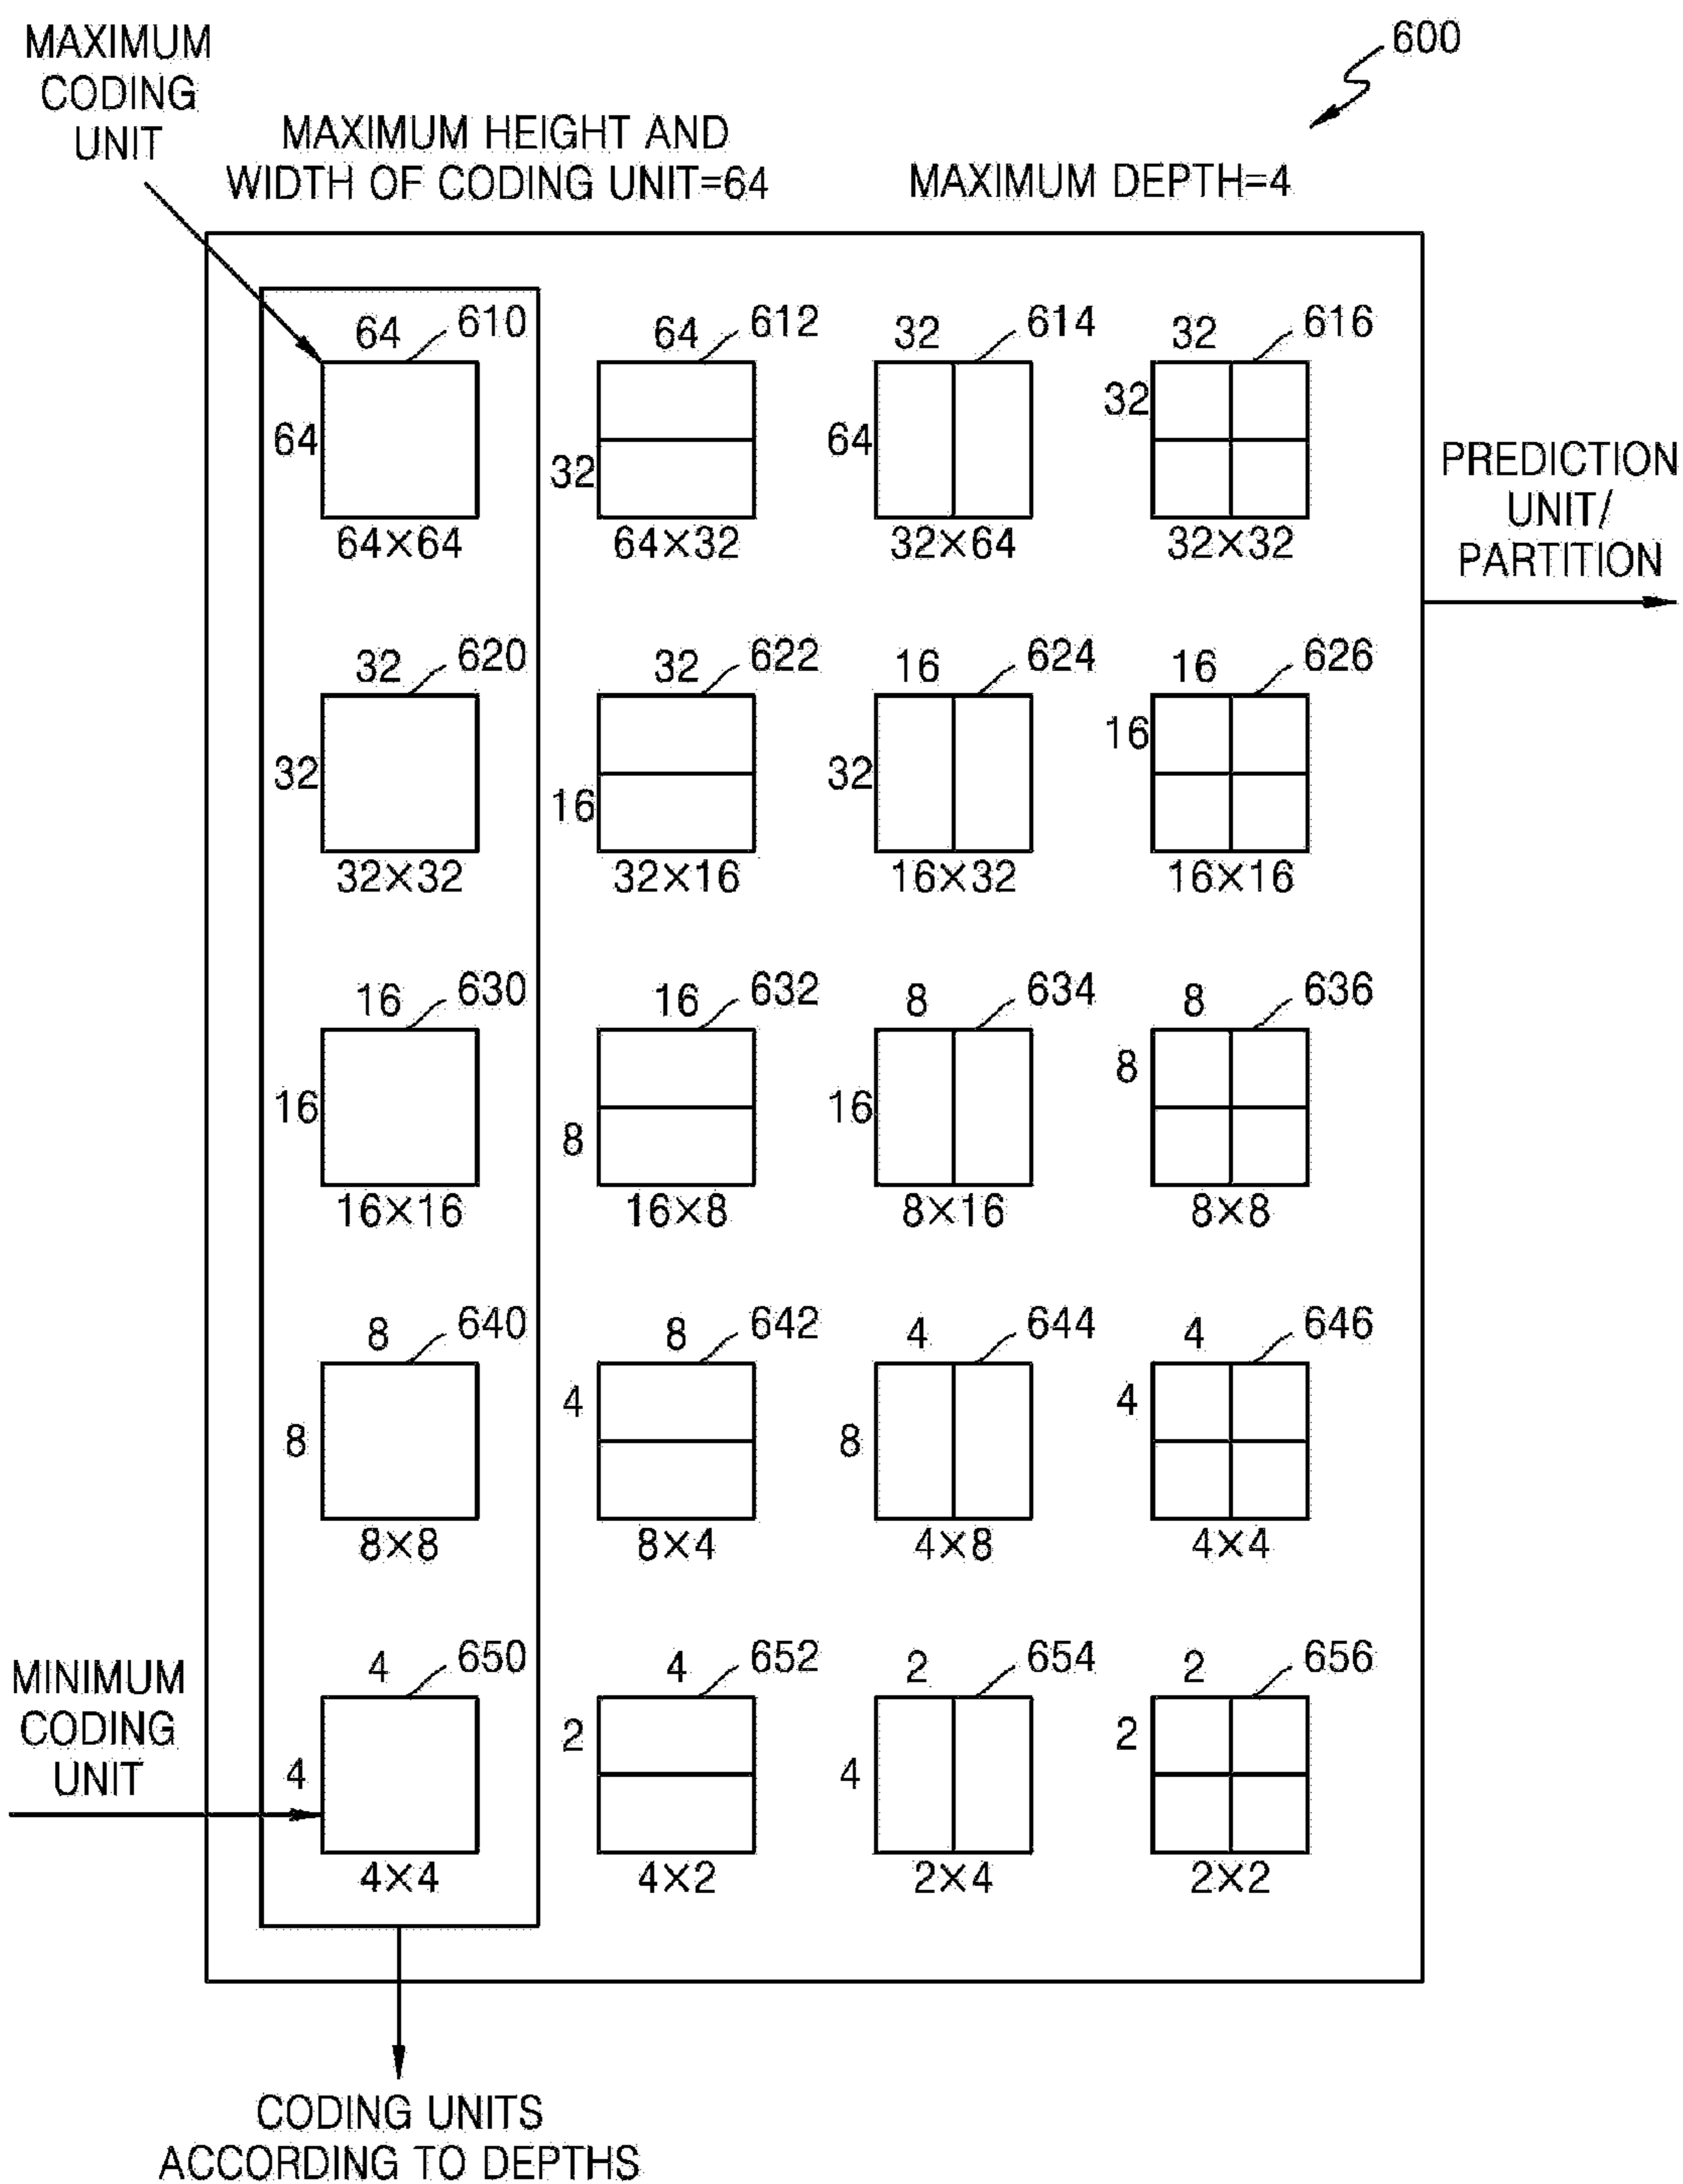 MAXIMUM
CODING
UNIT
600
MAXIMUM HEIGHT AND
WIDTH OF CODING UNIT=64
MAXIMUM DEPTH=4
64 610 64 612 32 614 32 616
64 32 64 32
64×64 64×32 32×64 32×32
PREDICTION
UNIT/
PARTITION
32 620 32 622 16 624 16 626
32 16 32 16
32×32 32×16 16×32 16×16
16 630 16 632 8 634 8 636
16 8 16 8
16×16 16×8 8×16 8×8
8 640 8 642 4 644 4 646
8 4 8 4
8×8 8×4 4×8 4×4
MINIMUM
CODING
UNIT
4 650 4 652 2 654 2 656
4 2 4 2
4×4 4×2 2×4 2×2
CODING UNITS
ACCORDING TO DEPTHS